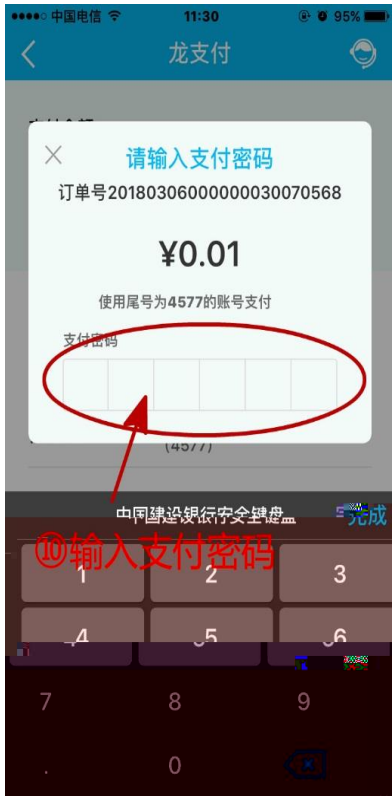 中国电信 11:30 95%
龙支付
请输入支付密码
订单号20180306000000030070568
¥0.01
使用尾号为4577的账号支付
支付密码
(4577)
中国建设银行安全键盘 完成
⑩输入支付密码
1 2 3
4 5 6
7 8 9
. 0